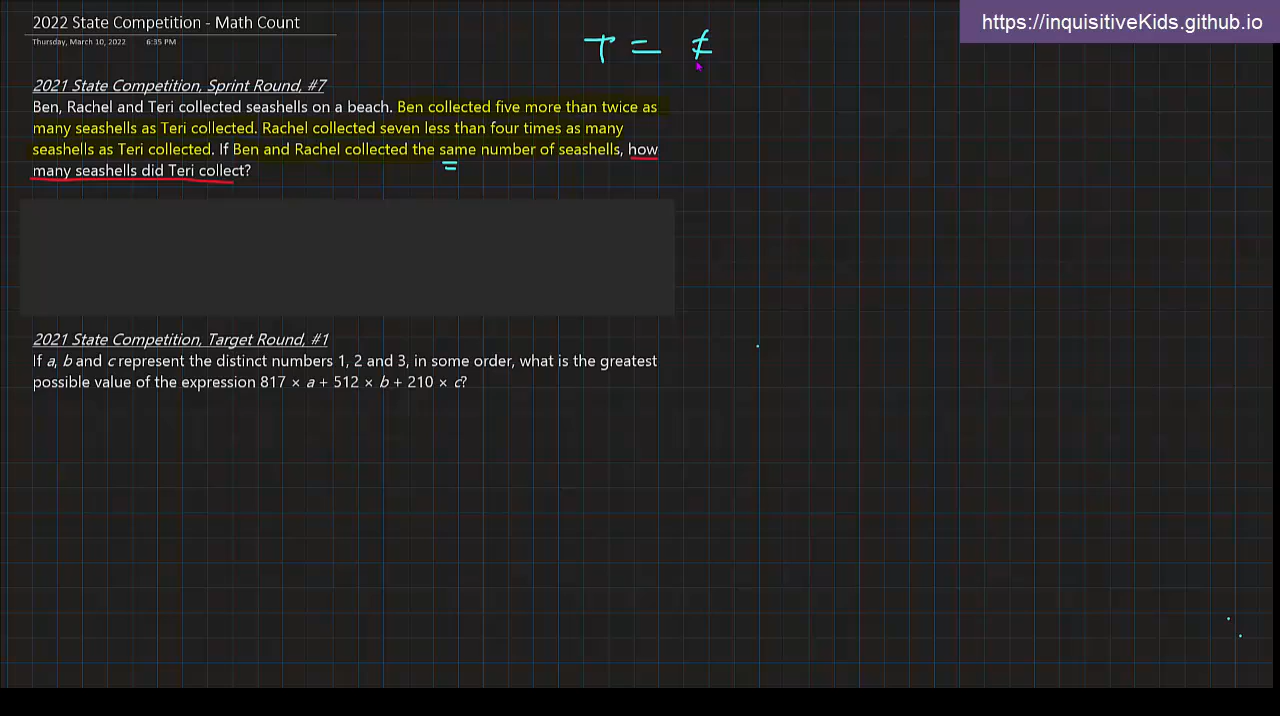 2022 State Competition - Math Count
https://inquisitiveKids.github.io
Thursday, March 10, 2022 6:35 PM
T = t
2021 State Competition, Sprint Round, #7
Ben, Rachel and Teri collected seashells on a beach. Ben collected five more than twice as
many seashells as Teri collected. Rachel collected seven less than four times as many
seashells as Teri collected. If Ben and Rachel collected the same number of seashells, how
=
many seashells did Teri collect?
2021 State Competition, Target Round, #1
If a, b and c represent the distinct numbers 1, 2 and 3, in some order, what is the greatest
possible value of the expression 817 × a + 512 × b + 210 × c?